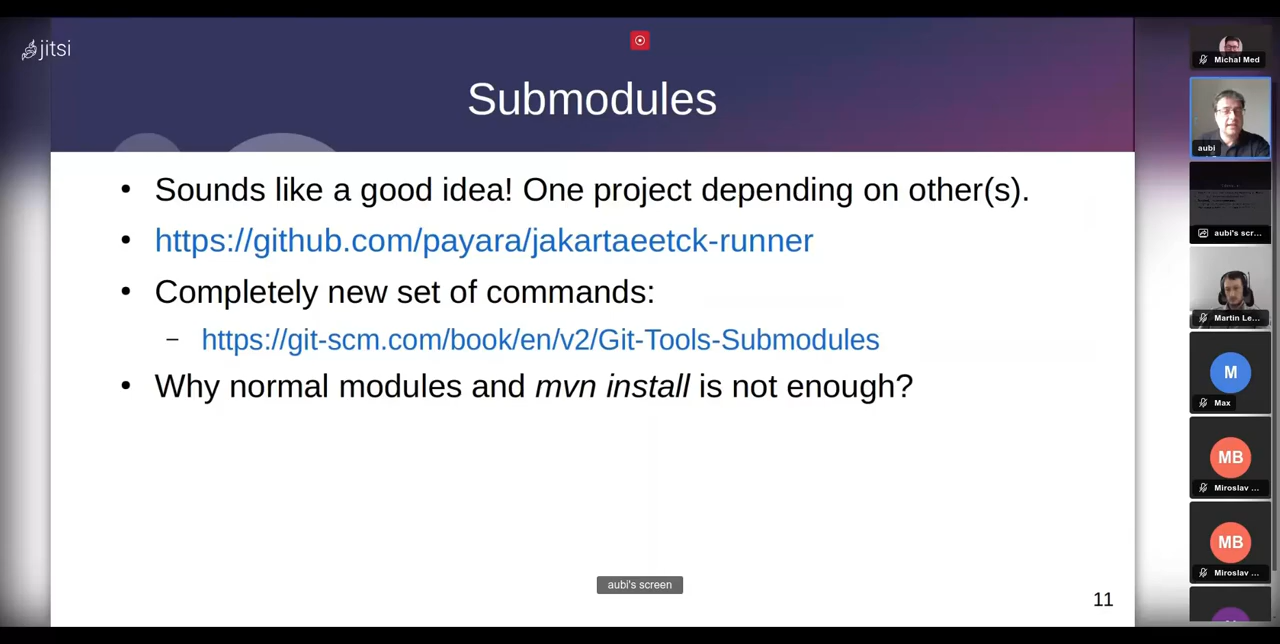 jitsi
Submodules
• Sounds like a good idea! One project depending on other(s).
• https://github.com/payara/jakartaeetck-runner
• Completely new set of commands:
– https://git-scm.com/book/en/v2/Git-Tools-Submodules
• Why normal modules and mvn install is not enough?
aubi's screen
11
Michal Med
aubi
aubi's scr...
Martin Le...
M
Max
MB
Miroslav ...
MB
Miroslav ...